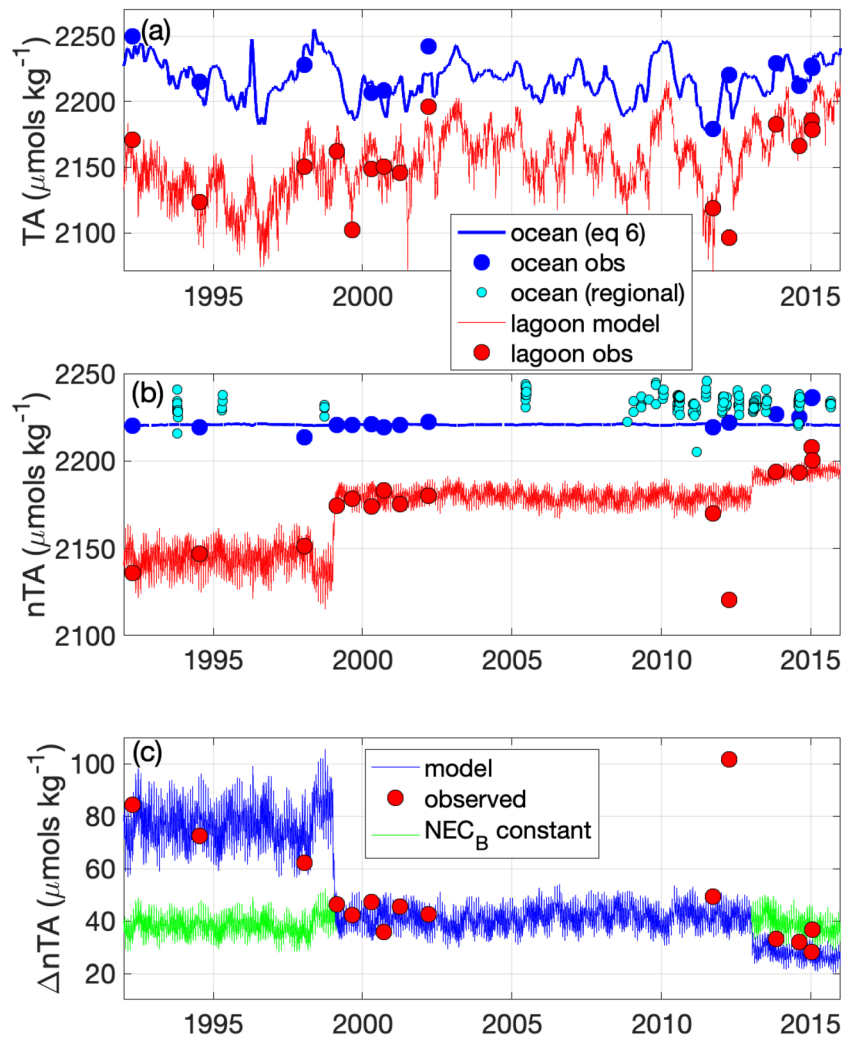 (a)
2250
2200
2150
2100
TA (μmols kg⁻¹)
1995
2000
2015
ocean (eq 6)
ocean obs
ocean (regional)
lagoon model
lagoon obs
(b)
2250
2200
2150
2100
nTA (μmols kg⁻¹)
1995
2000
2005
2010
2015
(c)
100
80
60
40
20
ΔnTA (μmols kg⁻¹)
model
observed
NEC_B constant
1995
2000
2005
2010
2015